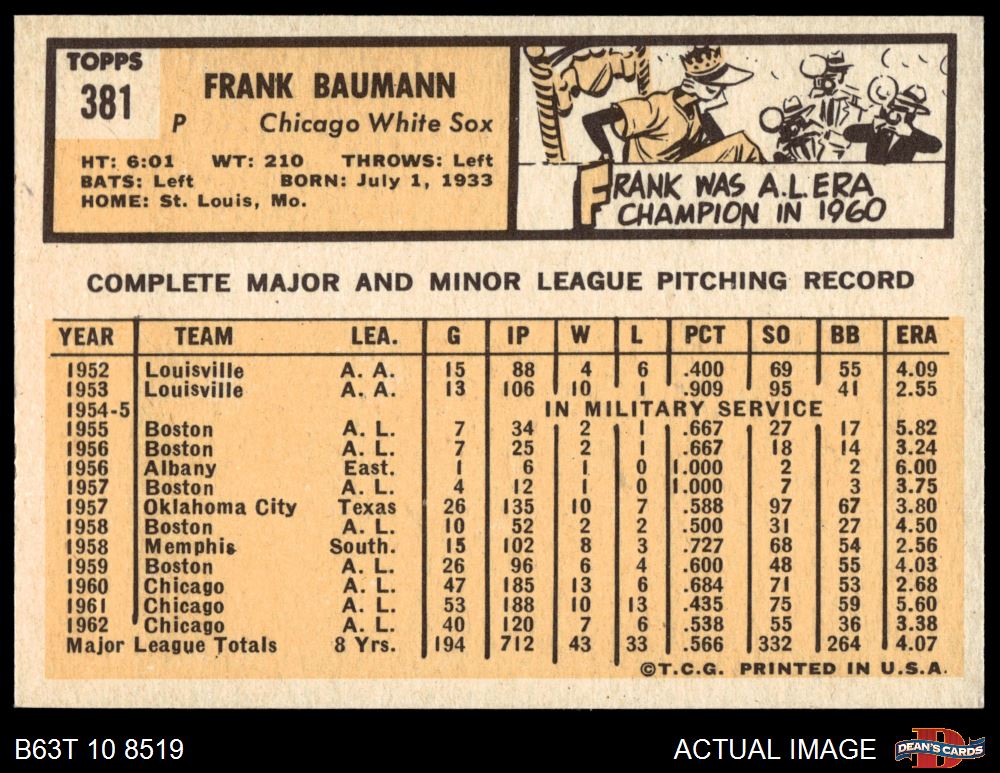 TOPPS
381
FRANK BAUMANN
P Chicago White Sox
HT: 6:01 WT: 210 THROWS: Left
BATS: Left BORN: July 1, 1933
HOME: St. Louis, Mo.
FRANK WAS A.L. ERA
CHAMPION IN 1960
COMPLETE MAJOR AND MINOR LEAGUE PITCHING RECORD
YEAR TEAM LEA. G IP W L PCT SO BB ERA
1952 Louisville A. A. 15 88 4 6 .400 69 55 4.09
1953 Louisville A. A. 13 106 10 1 .909 95 41 2.55
1954-5 IN MILITARY SERVICE
1955 Boston A. L. 7 34 2 1 .667 27 17 5.82
1956 Boston A. L. 7 25 2 1 .667 18 14 3.24
1956 Albany East. 1 6 1 0 1.000 2 2 6.00
1957 Boston A. L. 4 12 1 0 1.000 7 3 3.75
1957 Oklahoma City Texas 26 135 10 7 .588 97 67 3.80
1958 Boston A. L. 10 52 2 2 .500 31 27 4.50
1958 Memphis South. 15 102 8 3 .727 68 54 2.56
1959 Boston A. L. 26 96 6 4 .600 48 55 4.03
1960 Chicago A. L. 47 185 13 6 .684 71 53 2.68
1961 Chicago A. L. 53 188 10 13 .435 75 59 5.60
1962 Chicago A. L. 40 120 7 6 .538 55 36 3.38
Major League Totals 8 Yrs. 194 712 43 33 .566 332 264 4.07
©T.C.G. PRINTED IN U.S.A.
B63T 10 8519 ACTUAL IMAGE D DEAN'S CARDS